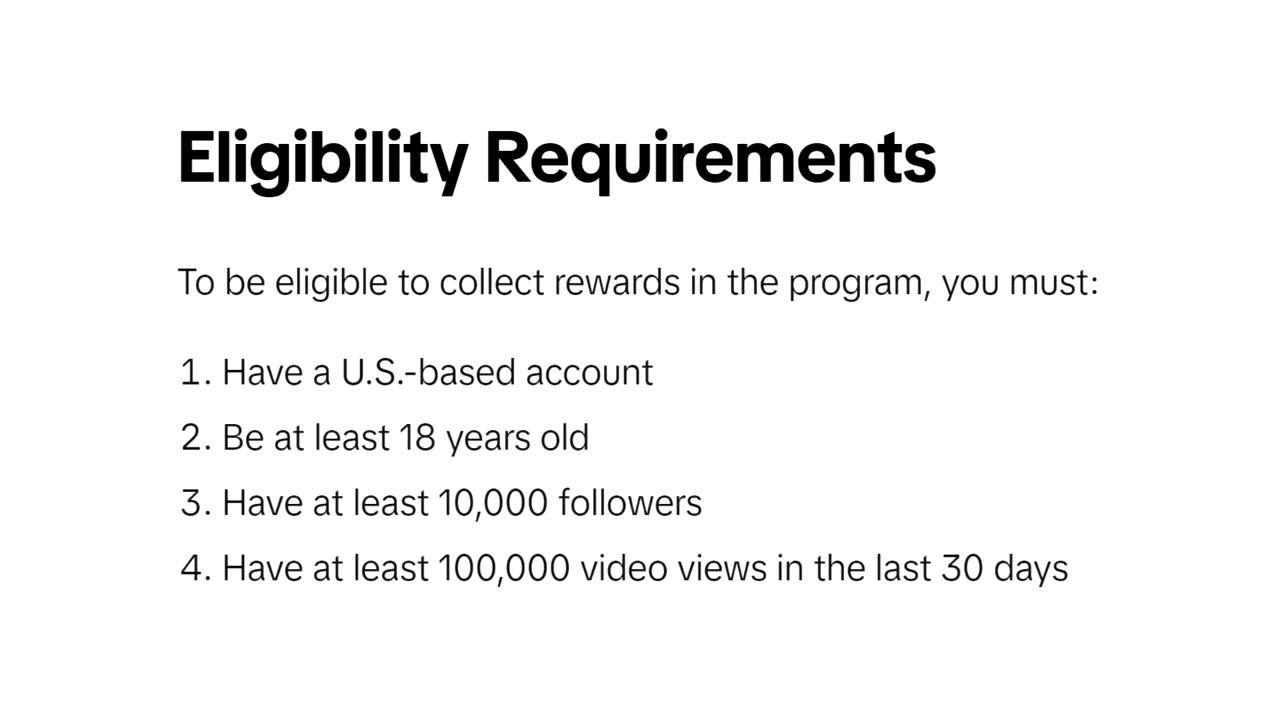 Eligibility Requirements
To be eligible to collect rewards in the program, you must:
1. Have a U.S.-based account
2. Be at least 18 years old
3. Have at least 10,000 followers
4. Have at least 100,000 video views in the last 30 days